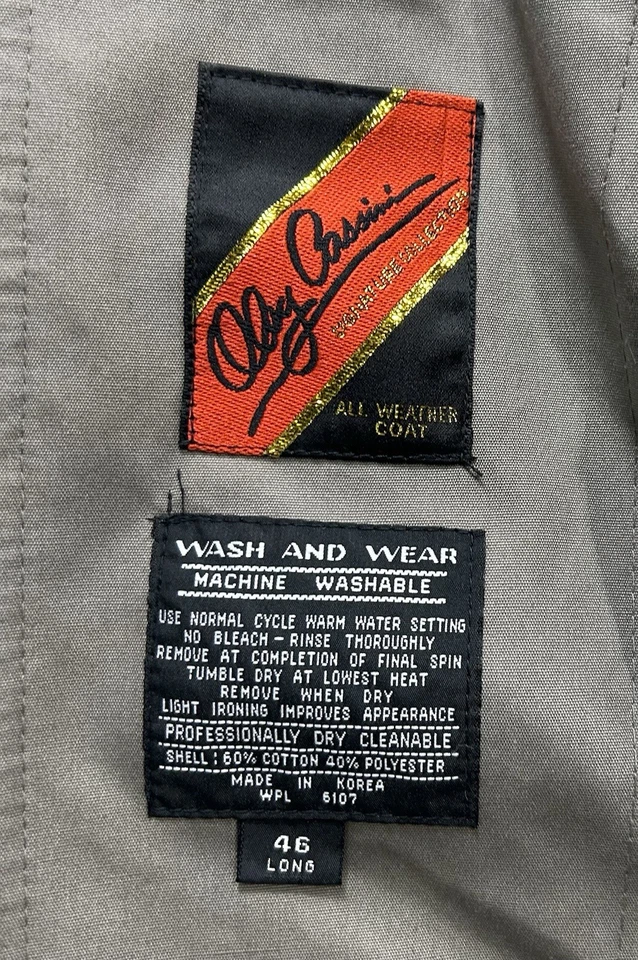 Oleg Cassini
SIGNATURE COLLECTION
ALL WEATHER
COAT
WASH AND WEAR
MACHINE WASHABLE
USE NORMAL CYCLE WARM WATER SETTING
NO BLEACH - RINSE THOROUGHLY
REMOVE AT COMPLETION OF FINAL SPIN
TUMBLE DRY AT LOWEST HEAT
REMOVE WHEN DRY
LIGHT IRONING IMPROVES APPEARANCE
PROFESSIONALLY DRY CLEANABLE
SHELL : 60% COTTON 40% POLYESTER
MADE IN KOREA
WPL 6107
46
LONG